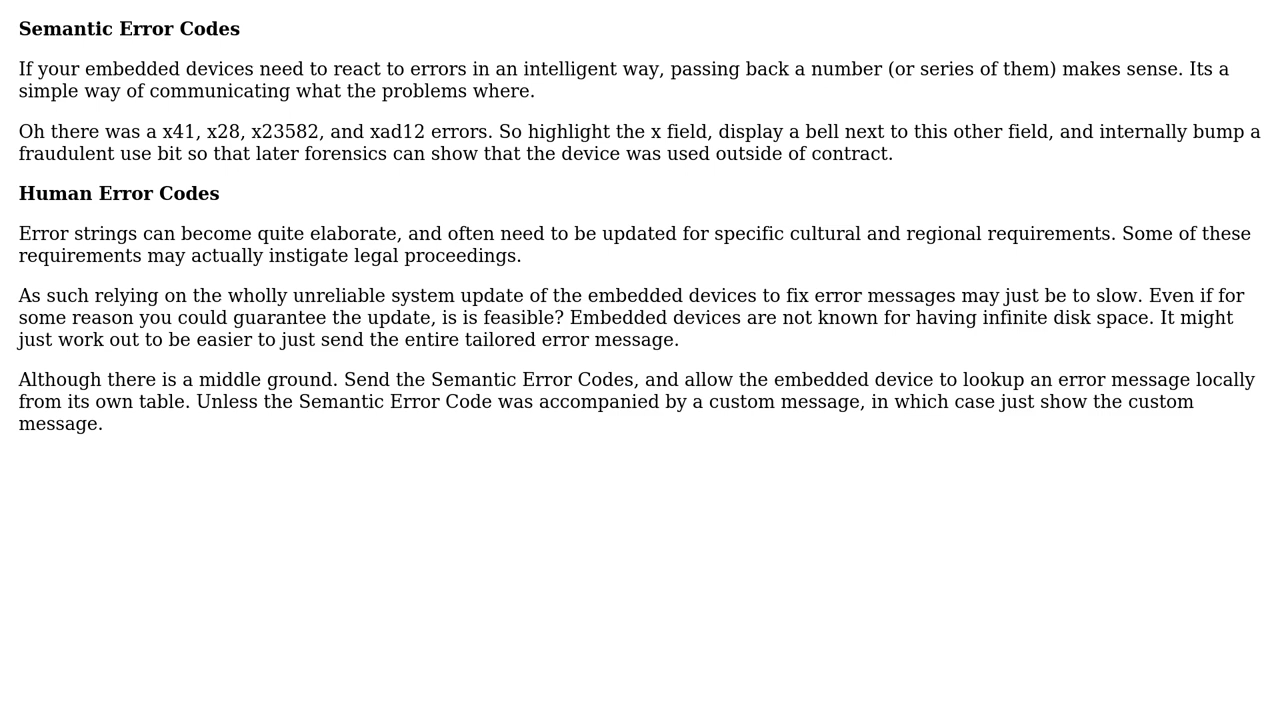 Semantic Error Codes
If your embedded devices need to react to errors in an intelligent way, passing back a number (or series of them) makes sense. Its a
simple way of communicating what the problems where.
Oh there was a x41, x28, x23582, and xad12 errors. So highlight the x field, display a bell next to this other field, and internally bump a
fraudulent use bit so that later forensics can show that the device was used outside of contract.
Human Error Codes
Error strings can become quite elaborate, and often need to be updated for specific cultural and regional requirements. Some of these
requirements may actually instigate legal proceedings.
As such relying on the wholly unreliable system update of the embedded devices to fix error messages may just be to slow. Even if for
some reason you could guarantee the update, is is feasible? Embedded devices are not known for having infinite disk space. It might
just work out to be easier to just send the entire tailored error message.
Although there is a middle ground. Send the Semantic Error Codes, and allow the embedded device to lookup an error message locally
from its own table. Unless the Semantic Error Code was accompanied by a custom message, in which case just show the custom
message.